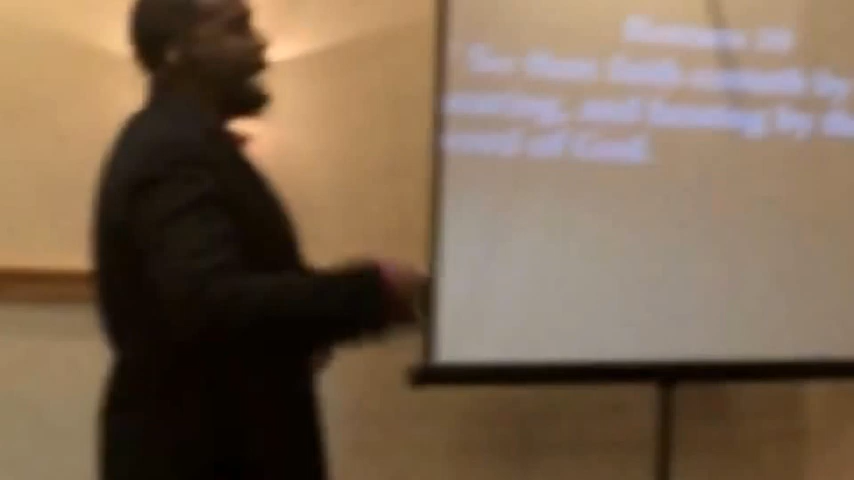 Romans 10
So then faith cometh by
hearing, and hearing by the
word of God.